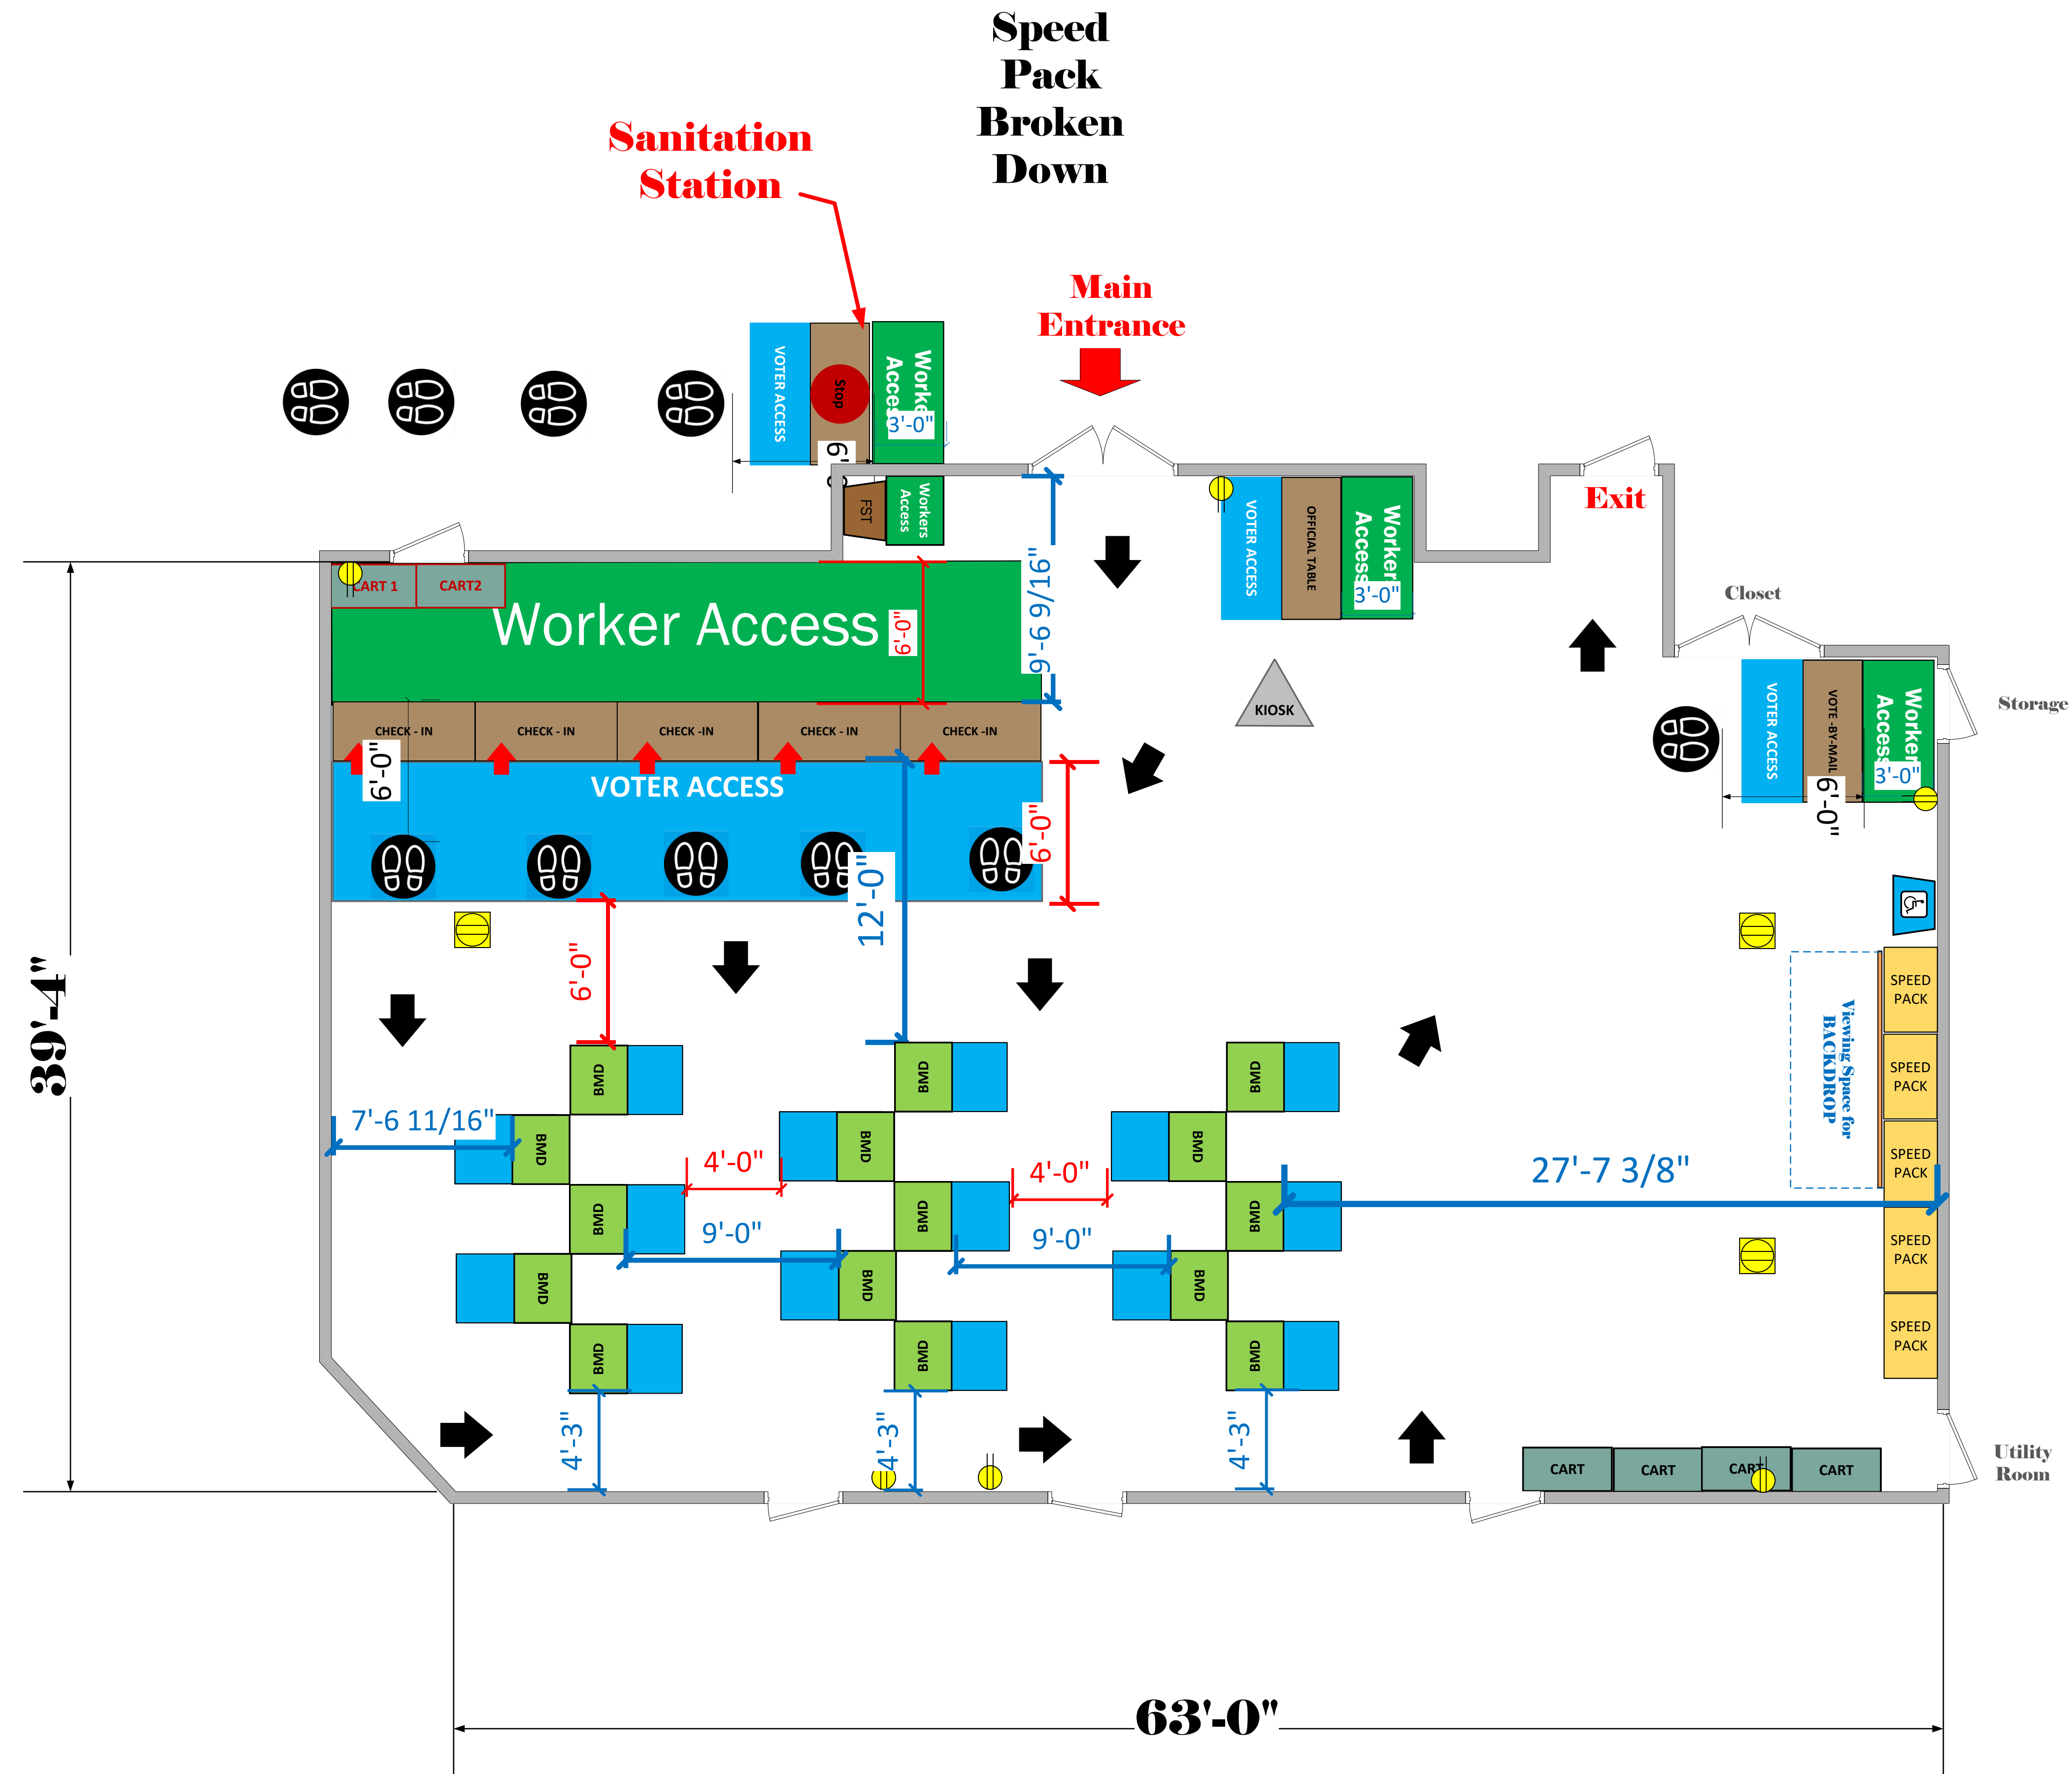 Speed
Pack
Broken
Down
Sanitation
Station
Main
Entrance
VOTER ACCESS
Stop
Worke
Access
3'-0"
6'
FST
Workers
Access
VOTER ACCESS
OFFICIAL TABLE
Worker
Access
3'-0"
Exit
CART 1
CART2
Worker Access
6'-0"
9'-6 9/16"
Closet
KIOSK
VOTER ACCESS
VOTE -BY-MAIL
Worker
Access
3'-0"
6'-0"
Storage
CHECK - IN
CHECK - IN
CHECK -IN
CHECK - IN
CHECK -IN
6'-0"
VOTER ACCESS
12'-0"
6'-0"
6'-0"
39'-4"
SPEED
PACK
SPEED
PACK
SPEED
PACK
SPEED
PACK
SPEED
PACK
Viewing Space for
BACKDROP
BMD
BMD
BMD
7'-6 11/16"
BMD
BMD
BMD
4'-0"
4'-0"
27'-7 3/8"
BMD
BMD
BMD
9'-0"
9'-0"
BMD
BMD
BMD
BMD
BMD
BMD
4'-3"
4'-3"
4'-3"
CART
CART
CART
CART
Utility
Room
63'-0"